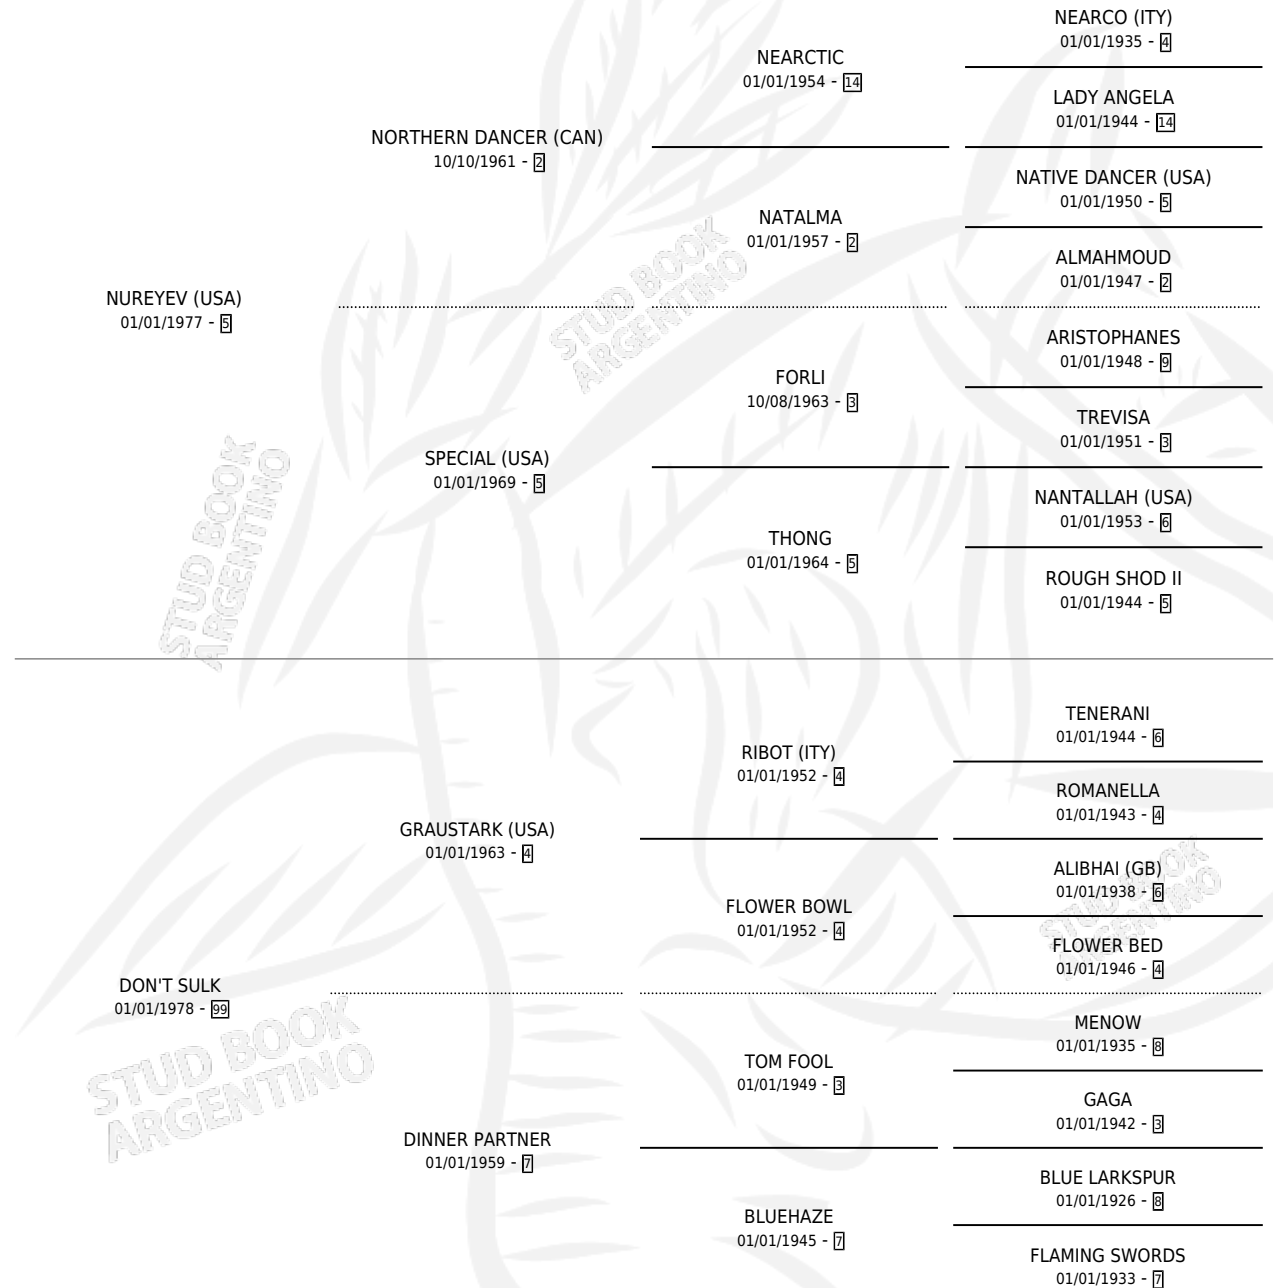 NEARCO (ITY)
01/01/1935 - 4
NEARCTIC
01/01/1954 - 14
LADY ANGELA
01/01/1944 - 14
NORTHERN DANCER (CAN)
10/10/1961 - 2
NATIVE DANCER (USA)
01/01/1950 - 5
NATALMA
01/01/1957 - 2
ALMAHMOUD
01/01/1947 - 2
NUREYEV (USA)
01/01/1977 - 5
ARISTOPHANES
01/01/1948 - 9
FORLI
10/08/1963 - 3
TREVISA
01/01/1951 - 3
SPECIAL (USA)
01/01/1969 - 5
NANTALLAH (USA)
01/01/1953 - 6
THONG
01/01/1964 - 5
ROUGH SHOD II
01/01/1944 - 5
TENERANI
01/01/1944 - 6
RIBOT (ITY)
01/01/1952 - 4
ROMANELLA
01/01/1943 - 4
GRAUSTARK (USA)
01/01/1963 - 4
ALIBHAI (GB)
01/01/1938 - 6
FLOWER BOWL
01/01/1952 - 4
FLOWER BED
01/01/1946 - 4
DON'T SULK
01/01/1978 - 99
MENOW
01/01/1935 - 8
TOM FOOL
01/01/1949 - 3
GAGA
01/01/1942 - 3
DINNER PARTNER
01/01/1959 - 7
BLUE LARKSPUR
01/01/1926 - 8
BLUEHAZE
01/01/1945 - 7
FLAMING SWORDS
01/01/1933 - 7
STUD BOOK
ARGENTINO
STUD BOOK
ARGENTINO
STUD BOOK
ARGENTINO
STUD BOOK
ARGENTINO